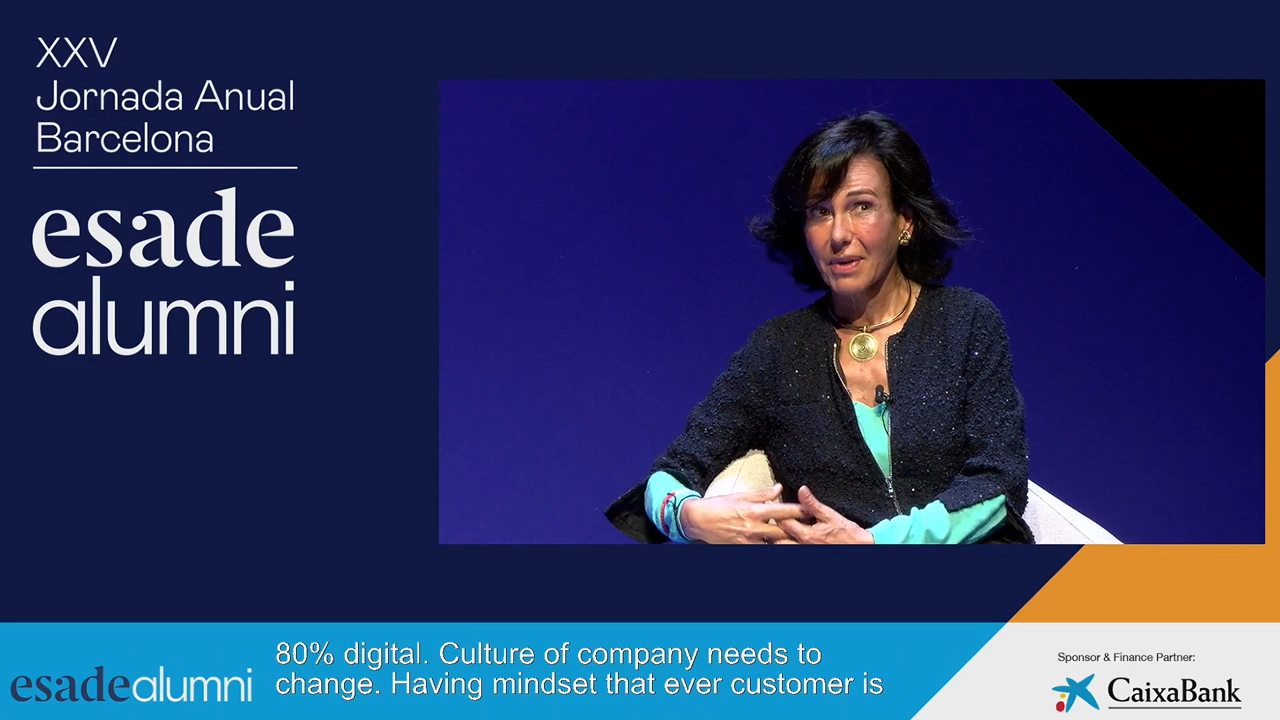 XXV
Jornada Anual
Barcelona
esade
alumni
80% digital. Culture of company needs to
change. Having mindset that ever customer is
esadealumni
Sponsor & Finance Partner:
CaixaBank